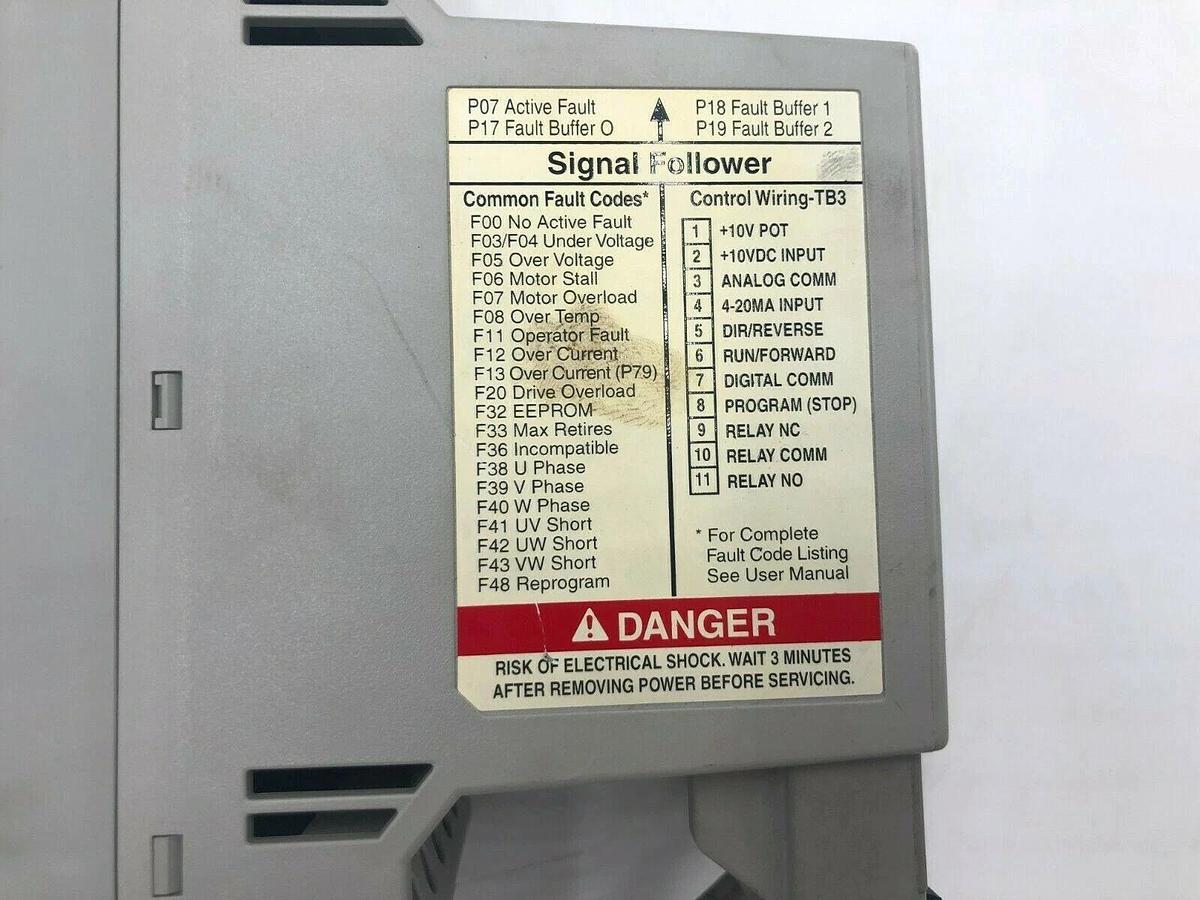 P07 Active Fault
P17 Fault Buffer O
P18 Fault Buffer 1
P19 Fault Buffer 2
Signal Follower
Common Fault Codes*
F00 No Active Fault
F03/F04 Under Voltage
F05 Over Voltage
F06 Motor Stall
F07 Motor Overload
F08 Over Temp
F11 Operator Fault
F12 Over Current
F13 Over Current (P79)
F20 Drive Overload
F32 EEPROM
F33 Max Retires
F36 Incompatible
F38 U Phase
F39 V Phase
F40 W Phase
F41 UV Short
F42 UW Short
F43 VW Short
F48 Reprogram
Control Wiring-TB3
1 +10V POT
2 +10VDC INPUT
3 ANALOG COMM
4 4-20MA INPUT
5 DIR/REVERSE
6 RUN/FORWARD
7 DIGITAL COMM
8 PROGRAM (STOP)
9 RELAY NC
10 RELAY COMM
11 RELAY NO
* For Complete
Fault Code Listing
See User Manual
DANGER
RISK OF ELECTRICAL SHOCK. WAIT 3 MINUTES
AFTER REMOVING POWER BEFORE SERVICING.